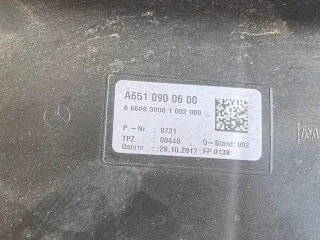 A651 090 06 00
8 6609 3000 1 002 000
P.-Nr. : 9731
TPZ : 00440 Q-Stand: 002
Datum : 26.10.2017 FP 0139